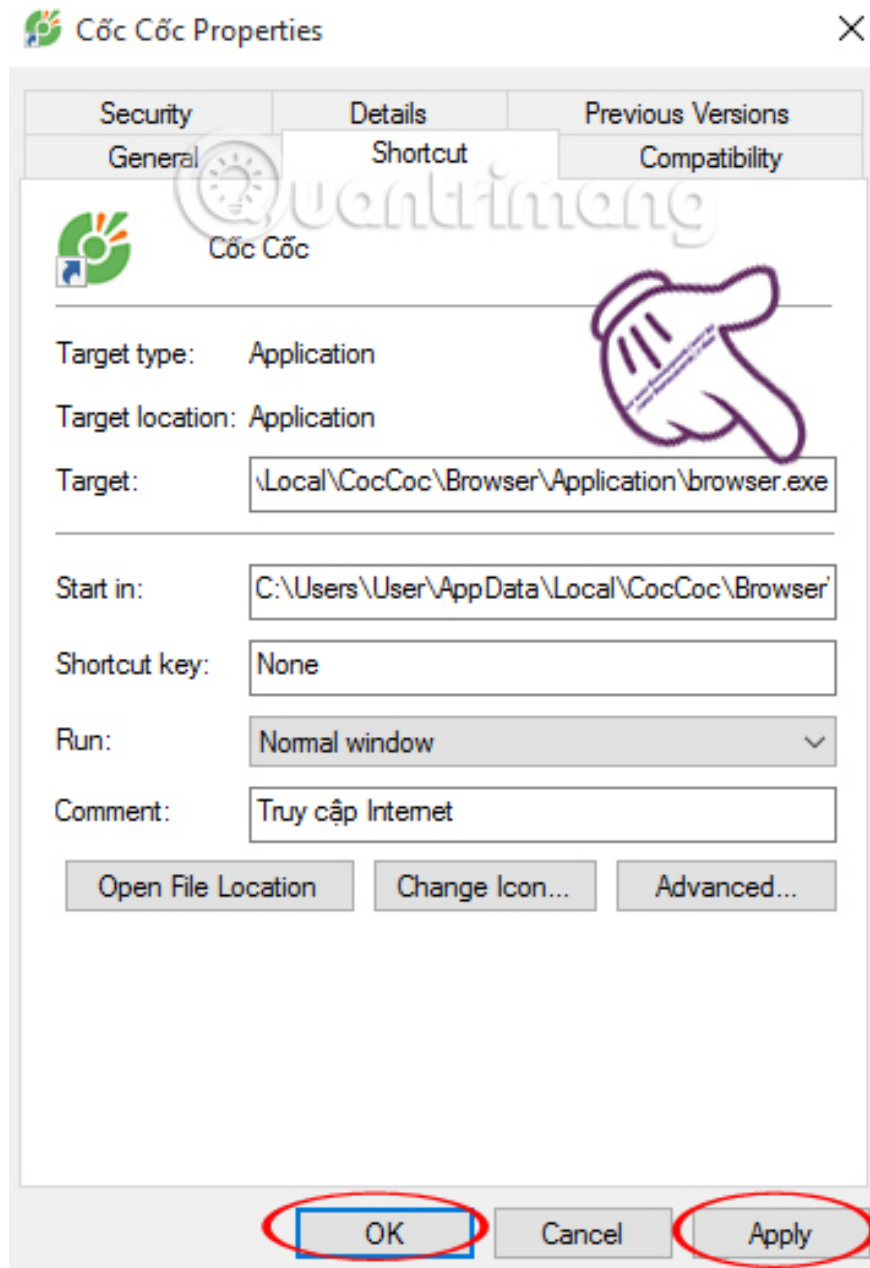 Cốc Cốc Properties
Security Details Previous Versions
General Shortcut Compatibility
Quantrimang
Cốc Cốc
Target type: Application
Target location: Application
Target: \Local\CocCoc\Browser\Application\browser.exe
Start in: C:\Users\User\AppData\Local\CocCoc\Browser\
Shortcut key: None
Run: Normal window
Comment: Truy cập Internet
Open File Location Change Icon... Advanced...
OK Cancel Apply